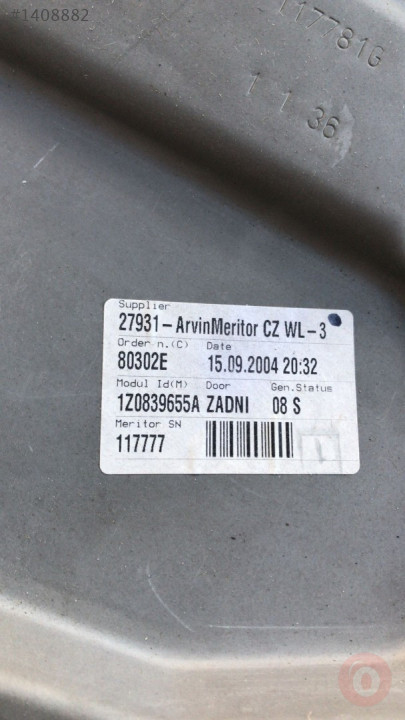 #1408882
117781G
1 1 36
Supplier
27931-ArvinMeritor CZ WL-3
Order n.(C) Date
80302E 15.09.2004 20:32
Modul Id(M) Door Gen.Status
1Z0839655A ZADNI 08 S
Meritor SN
117777